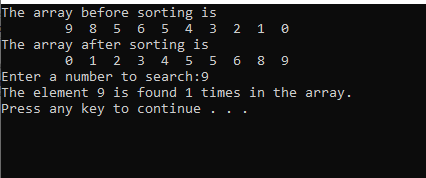 The array before sorting is
9 8 5 6 5 4 3 2 1 0
The array after sorting is
0 1 2 3 4 5 5 6 8 9
Enter a number to search:9
The element 9 is found 1 times in the array.
Press any key to continue . . .